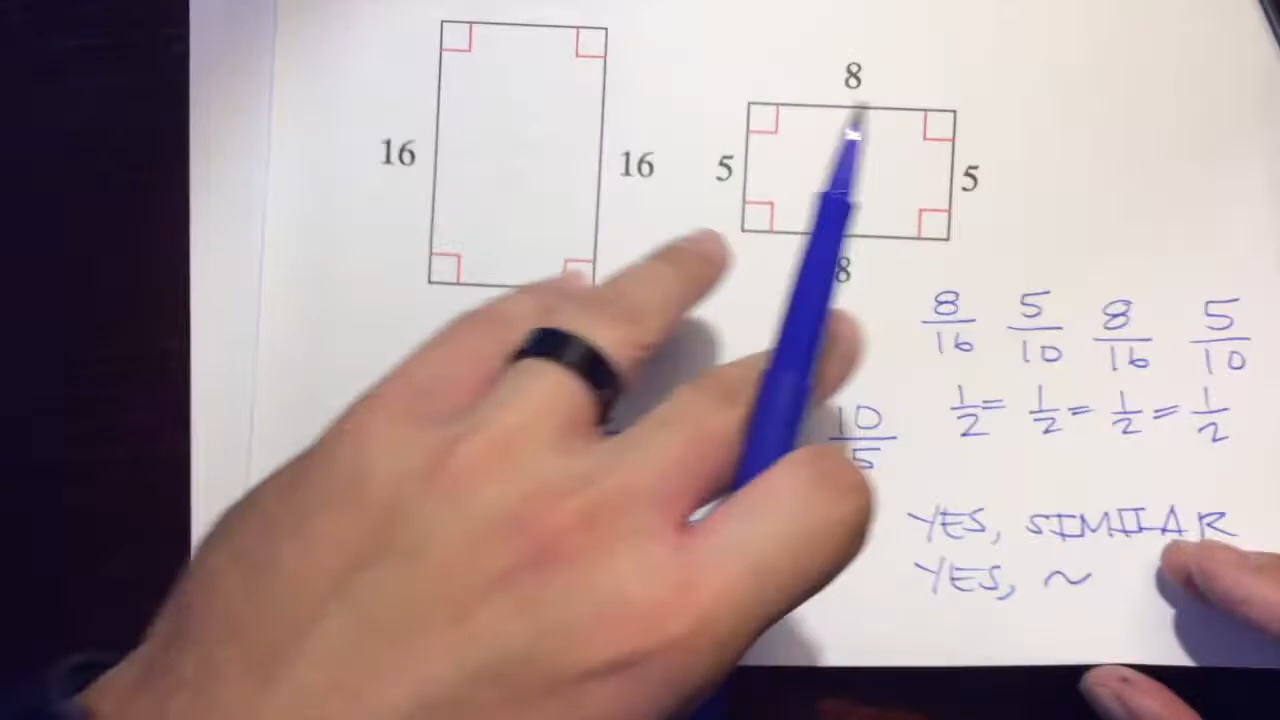 8
16
16
5
5
8
8/16 5/10 8/16 5/10
10/5
1/2 = 1/2 = 1/2 = 1/2
YES, SIMILAR
YES, ~